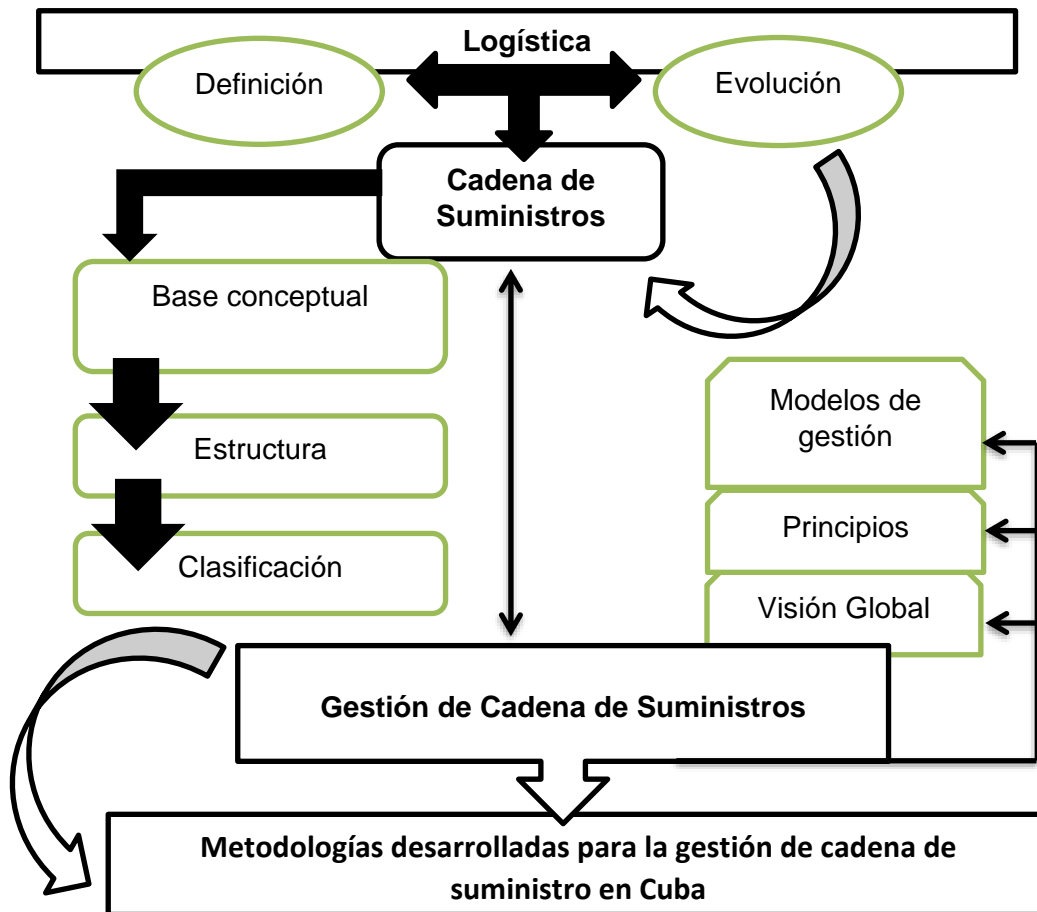 Logística
Definición
Evolución
Cadena de
Suministros
Base conceptual
Estructura
Clasificación
Modelos de
gestión
Principios
Visión Global
Gestión de Cadena de Suministros
Metodologías desarrolladas para la gestión de cadena de
suministro en Cuba